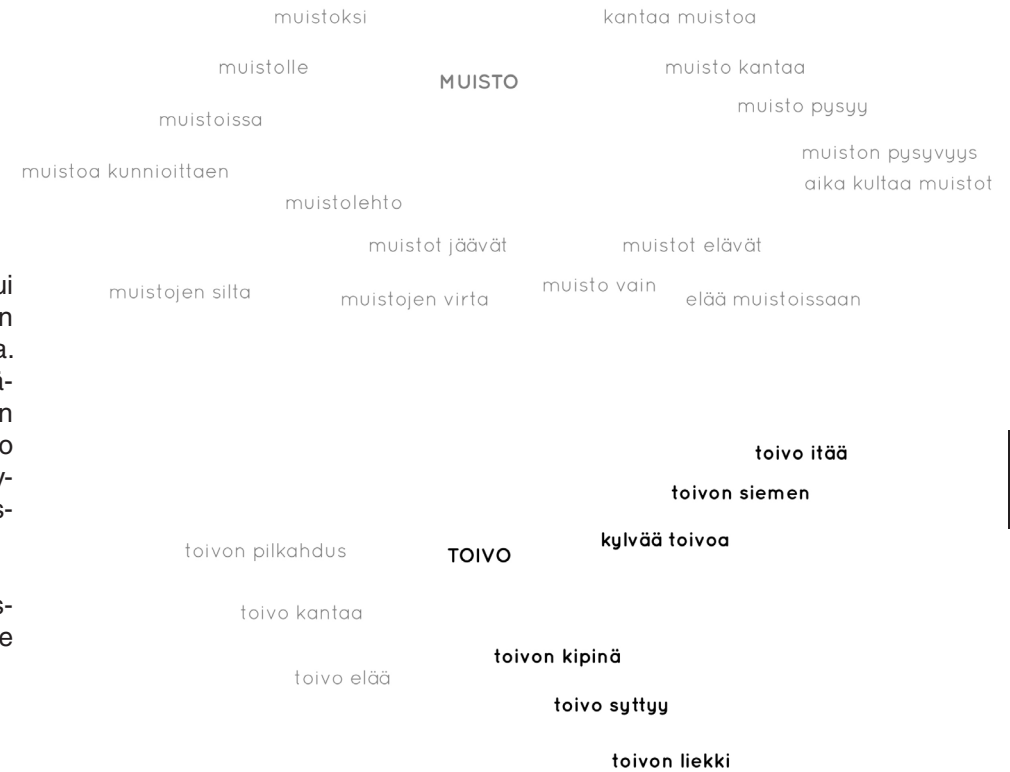 muistoksi
kantaa muistoa
muistolle
MUISTO
muisto kantaa
muistoissa
muisto pysyy
muistoa kunnioittaen
muiston pysyvyys
aika kultaa muistot
muistolehto
muistot jäävät
muistot elävät
muistojen silta
muistojen virta
muisto vain
elää muistoissaan
toivo itää
toivon siemen
kylvää toivoa
toivon pilkahdus
TOIVO
toivo kantaa
toivon kipinä
toivo elää
toivo syttyy
toivon liekki